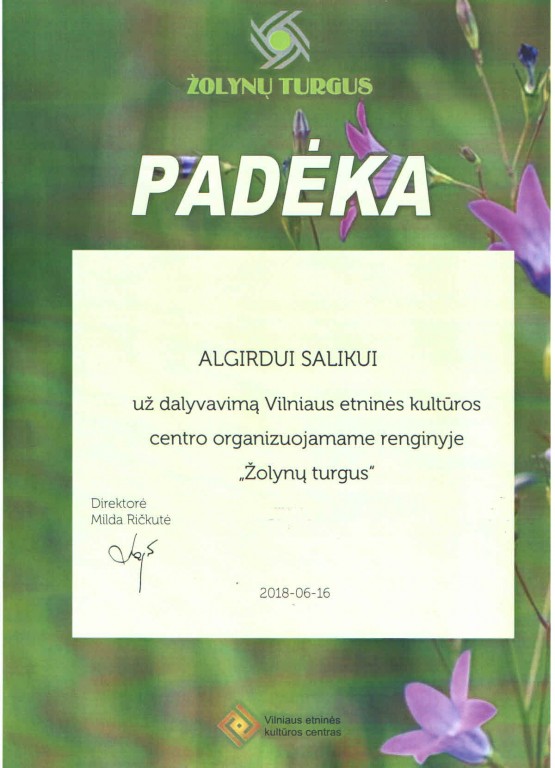 ŽOLYNŲ TURGUS
PADĖKA
ALGIRDUI SALIKUI
už dalyvavimą Vilniaus etninės kultūros
centro organizuojamame renginyje
„Žolynų turgus“
Direktorė
Milda Ričkutė
2018-06-16
Vilniaus etninės
kultūros centras